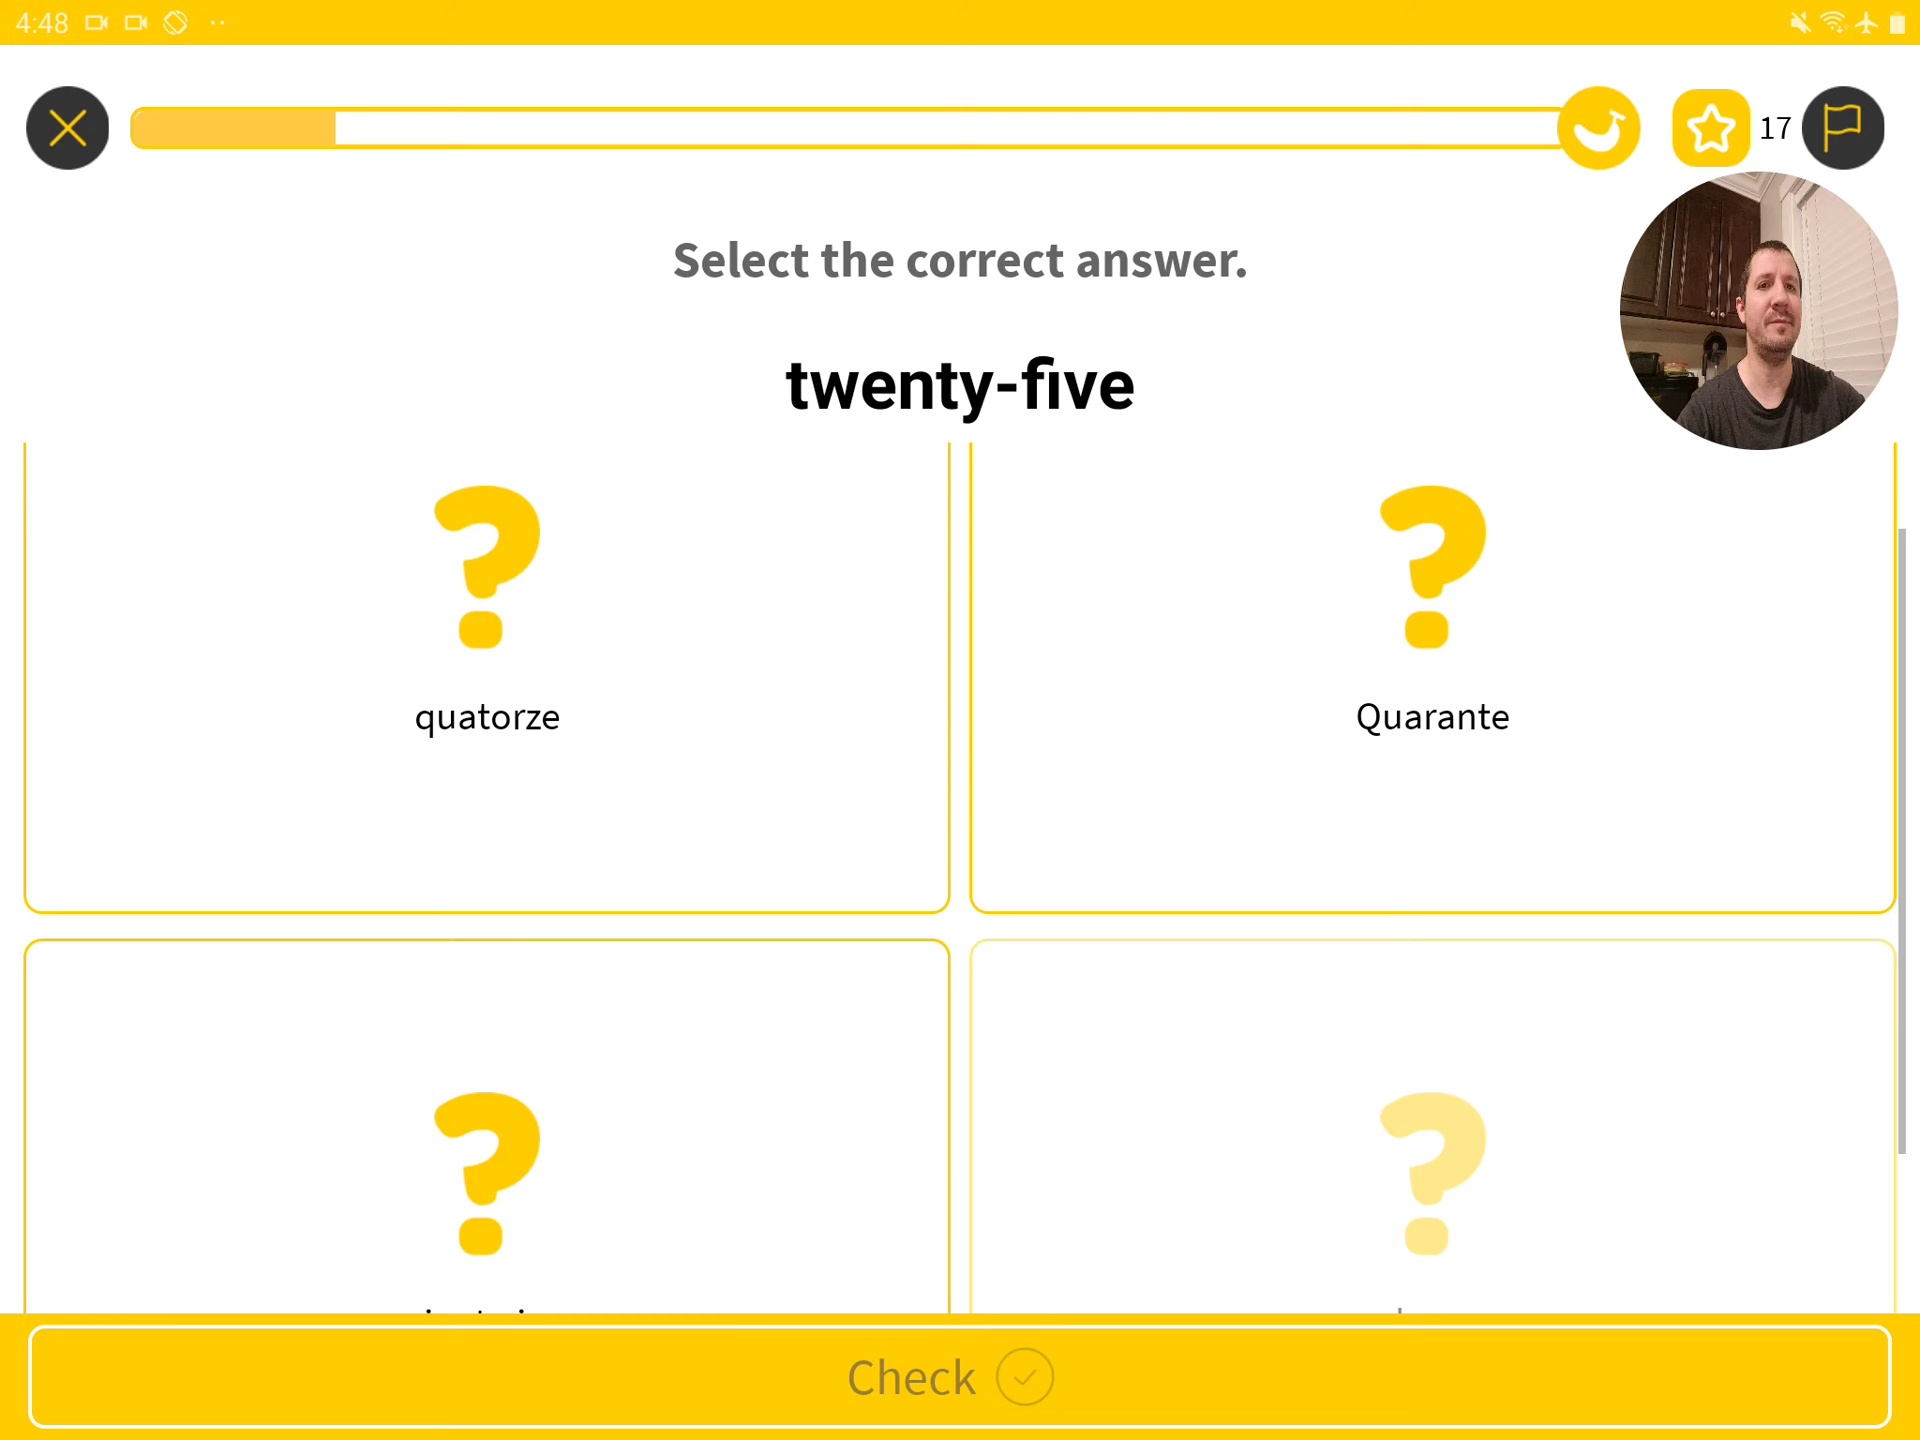 4:48
17
Select the correct answer.
twenty-five
quatorze
Quarante
Check